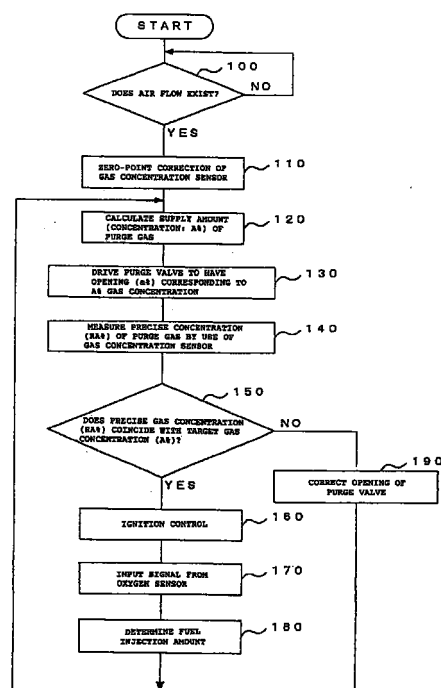 START
100
DOES AIR FLOW EXIST?
NO
YES
110
ZERO-POINT CORRECTION OF
GAS CONCENTRATION SENSOR
120
CALCULATE SUPPLY AMOUNT
(CONCENTRATION: A%) OF
PURGE GAS
130
DRIVE PURGE VALVE TO HAVE
OPENING (a%) CORRESPONDING TO
A% GAS CONCENTRATION
140
MEASURE PRECISE CONCENTRATION
(RA%) OF PURGE GAS BY USE OF
GAS CONCENTRATION SENSOR
150
DOES PRECISE GAS CONCENTRATION
(RA%) COINCIDE WITH TARGET GAS
CONCENTRATION (A%)?
NO
YES
190
CORRECT OPENING OF
PURGE VALVE
160
IGNITION CONTROL
170
INPUT SIGNAL FROM
OXYGEN SENSOR
180
DETERMINE FUEL
INJECTION AMOUNT